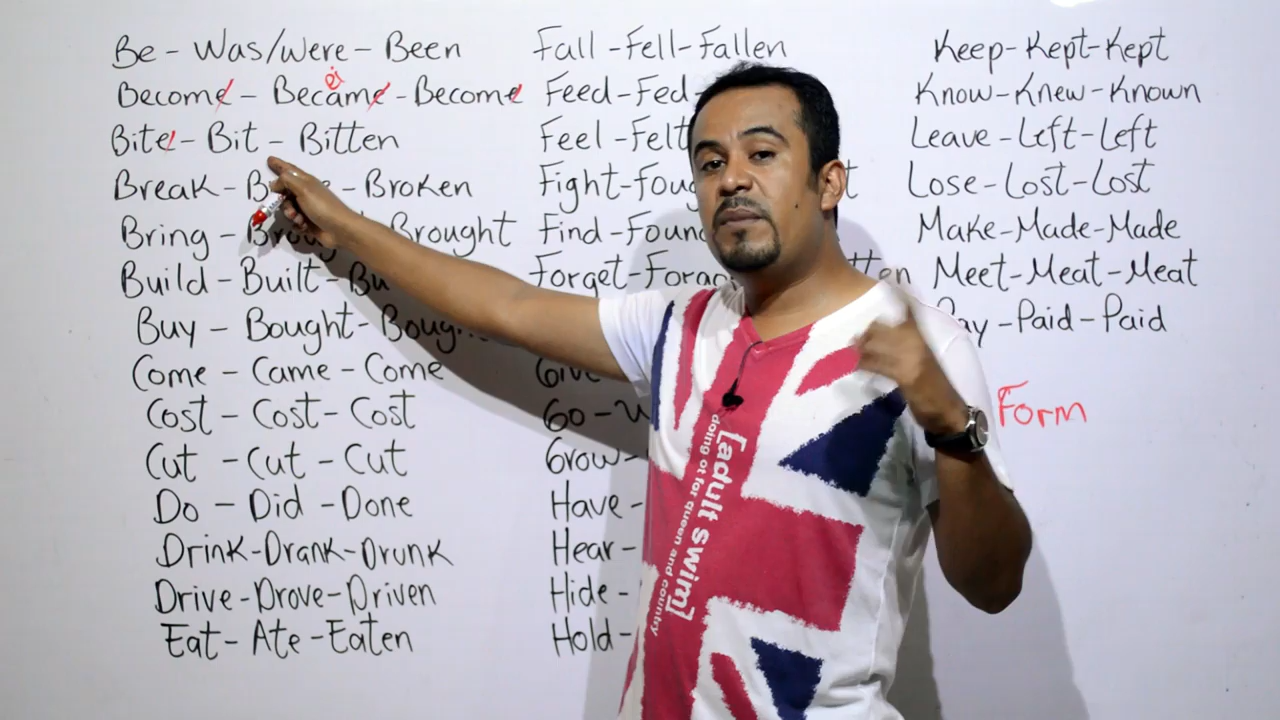 Be - Was/Were - Been
Become - Became - Become
ei
Bite - Bit - Bitten
Break - - Broken
Bring - Brought
Build - Built -
Buy - Bought -
Come - Came - Come
Cost - Cost - Cost
Cut - Cut - Cut
Do - Did - Done
Drink - Drank - Drunk
Drive - Drove - Driven
Eat - Ate - Eaten
Fall - Fell - Fallen
Feed - Fed -
Feel - Felt
Fight -
Find -
Forget -
Go -
Grow -
Have -
Hear -
Hide -
Hold -
Keep - Kept - Kept
Know - Knew - Known
Leave - Left - Left
Lose - Lost - Lost
Make - Made - Made
Meet - Meat - Meat
- Paid - Paid
Form
[adult swim]
doing it for queen and country